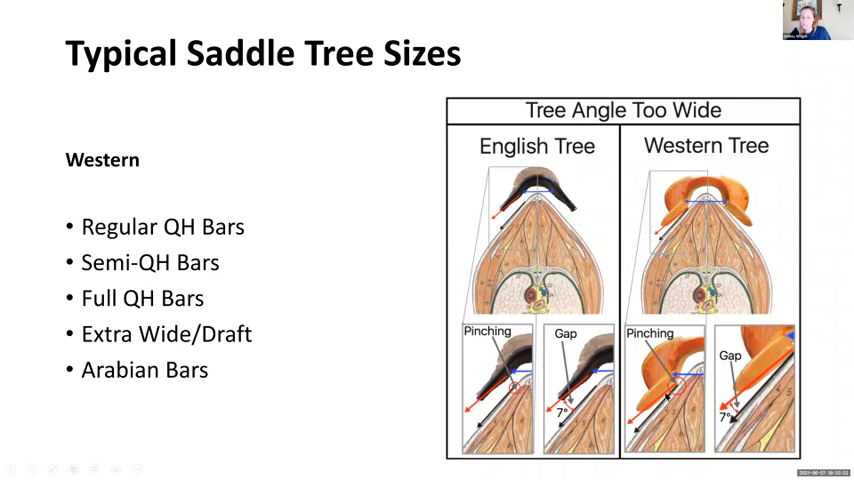 Typical Saddle Tree Sizes
Western
• Regular QH Bars
• Semi-QH Bars
• Full QH Bars
• Extra Wide/Draft
• Arabian Bars
Tree Angle Too Wide
English Tree
Western Tree
Pinching
Gap
7°
Pinching
Gap
7°